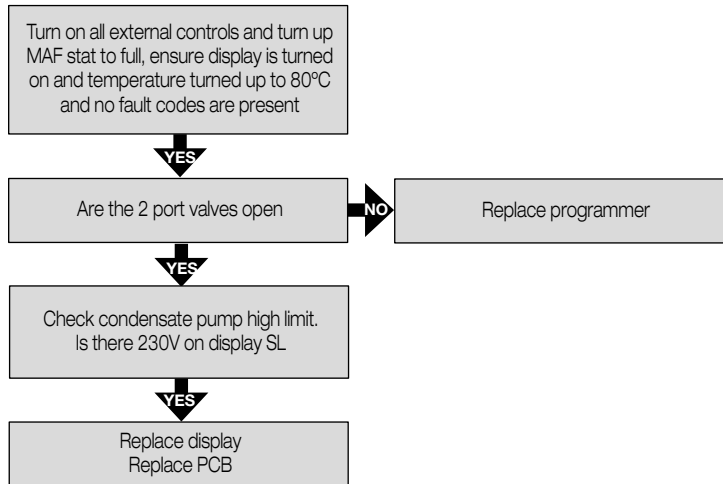 Turn on all external controls and turn up
MAF stat to full, ensure display is turned
on and temperature turned up to 80ºC
and no fault codes are present
YES
Are the 2 port valves open
NO
Replace programmer
YES
Check condensate pump high limit.
Is there 230V on display SL
YES
Replace display
Replace PCB